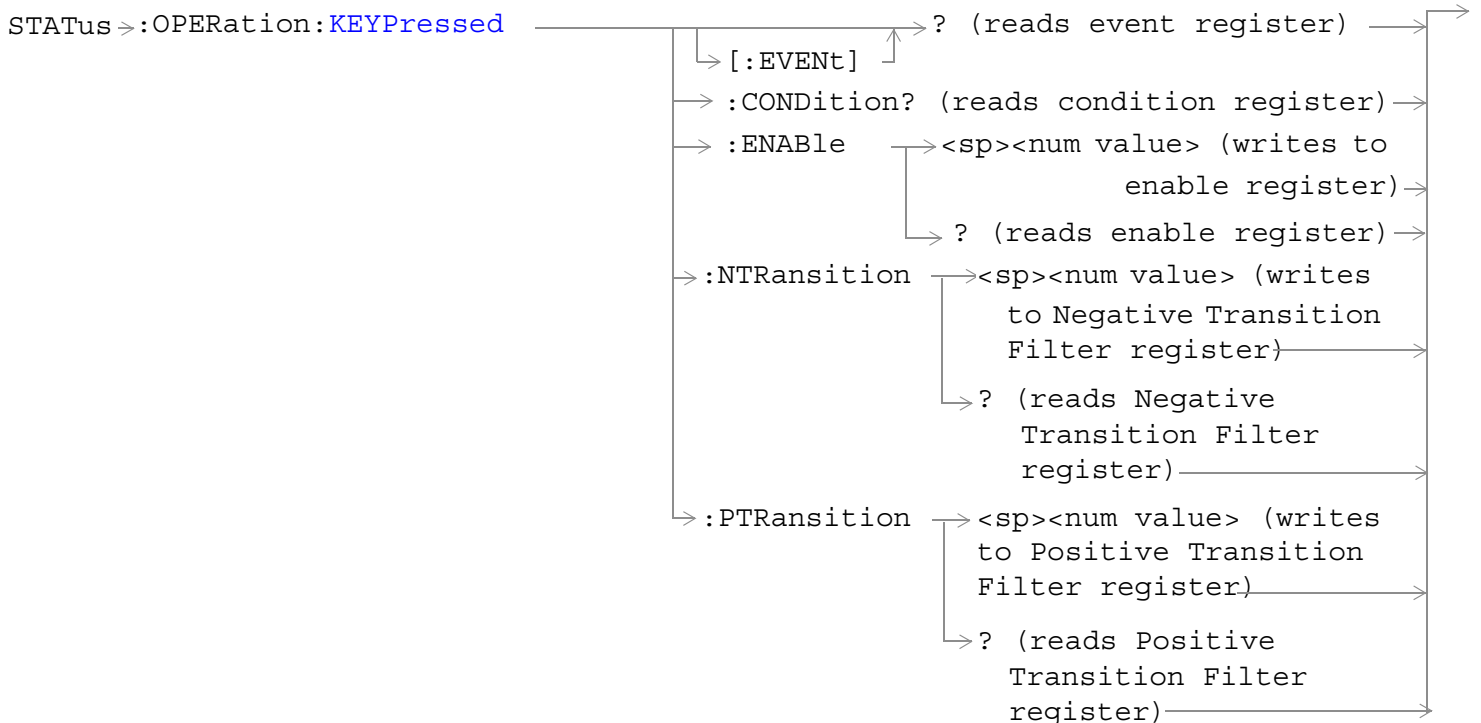 STATus :OPERation:KEYPressed ? (reads event register)
[:EVENt]
:CONDition? (reads condition register)
:ENABle <sp><num value> (writes to
enable register)
? (reads enable register)
:NTRansition <sp><num value> (writes
to Negative Transition
Filter register)
? (reads Negative
Transition Filter
register)
:PTRansition <sp><num value> (writes
to Positive Transition
Filter register)
? (reads Positive
Transition Filter
register)